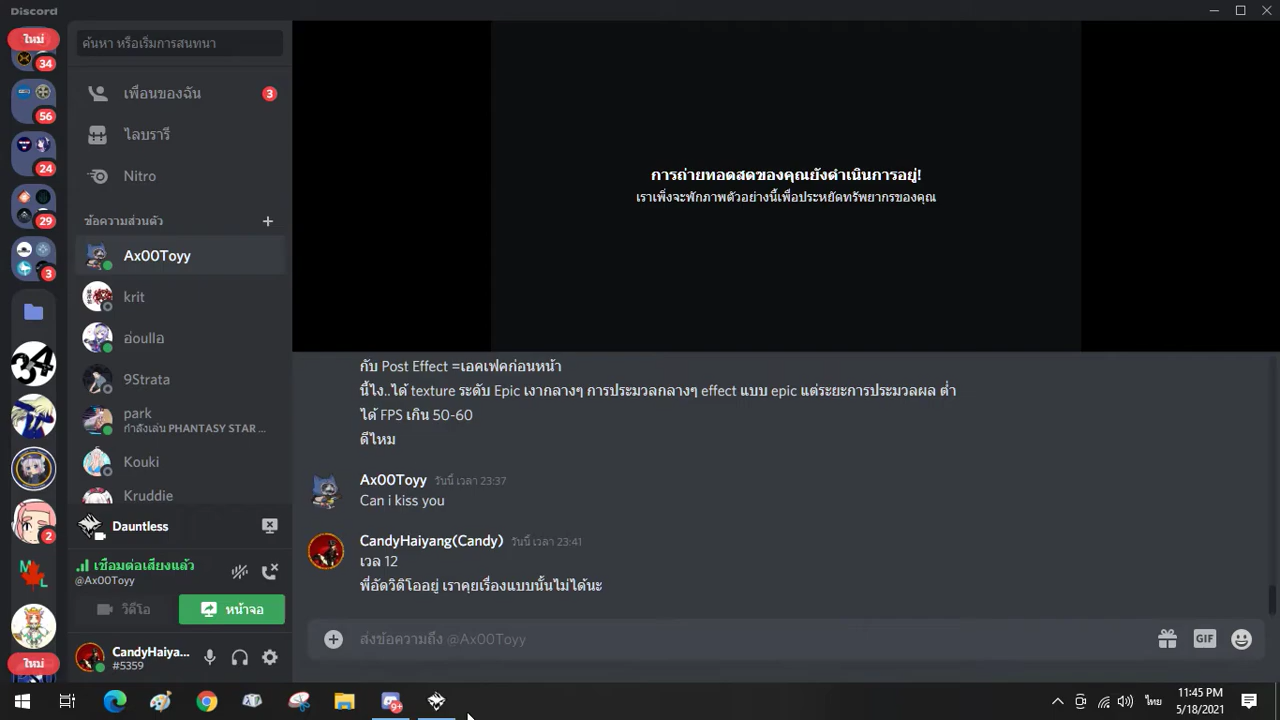 Discord
ใหม่
34
56
24
29
3
2
ใหม่
ค้นหา หรือเริ่มการสนทนา
เพื่อนของฉัน
3
ไลบรารี
Nitro
ข้อความส่วนตัว
Ax00Toyy
krit
อ่oullอ
9Strata
park
กำลังเล่น PHANTASY STAR ...
Kouki
Kruddie
Dauntless
เชื่อมต่อเสียงแล้ว
@Ax00Toyy
วิดีโอ
หน้าจอ
CandyHaiya...
#5359
การถ่ายทอดสดของคุณยังดำเนินการอยู่!
เราเพิ่งจะพักภาพตัวอย่างนี้เพื่อประหยัดทรัพยากรของคุณ
กับ Post Effect =เอคเฟคก่อนหน้า
นี้ไง..ได้ texture ระดับ Epic เงากลางๆ การประมวลกลางๆ effect แบบ epic แต่ระยะการประมวลผล ต่ำ
ได้ FPS เกิน 50-60
ดีไหม
Ax00Toyy วันนี้ เวลา 23:37
Can i kiss you
CandyHaiyang(Candy) วันนี้ เวลา 23:41
เวล 12
พี่อัดวิดิโออยู่ เราคุยเรื่องแบบนั้นไม่ได้นะ
ส่งข้อความถึง @Ax00Toyy
GIF
9+
ไทย
11:45 PM
5/18/2021